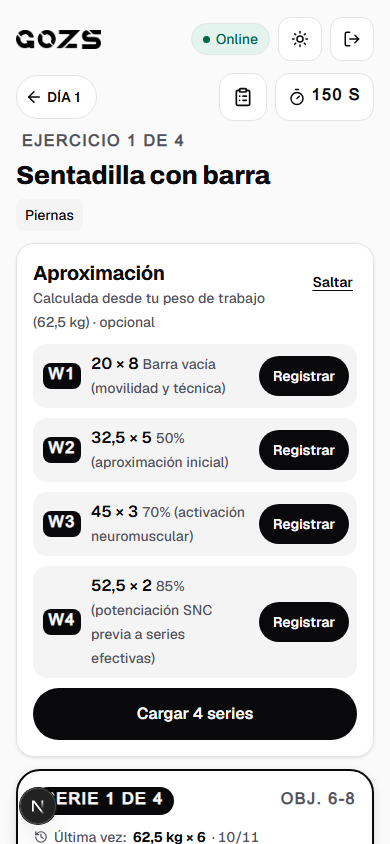 GOZS
Online
DÍA 1
150 S
EJERCICIO 1 DE 4
Sentadilla con barra
Piernas
Aproximación
Saltar
Calculada desde tu peso de trabajo
(62,5 kg) · opcional
W1
20 × 8 Barra vacía
(movilidad y técnica)
Registrar
W2
32,5 × 5 50%
(aproximación inicial)
Registrar
W3
45 × 3 70% (activación
neuromuscular)
Registrar
W4
52,5 × 2 85%
(potenciación SNC
previa a series
efectivas)
Registrar
Cargar 4 series
N
ERIE 1 DE 4
OBJ. 6-8
Última vez: 62,5 kg × 6 · 10/11